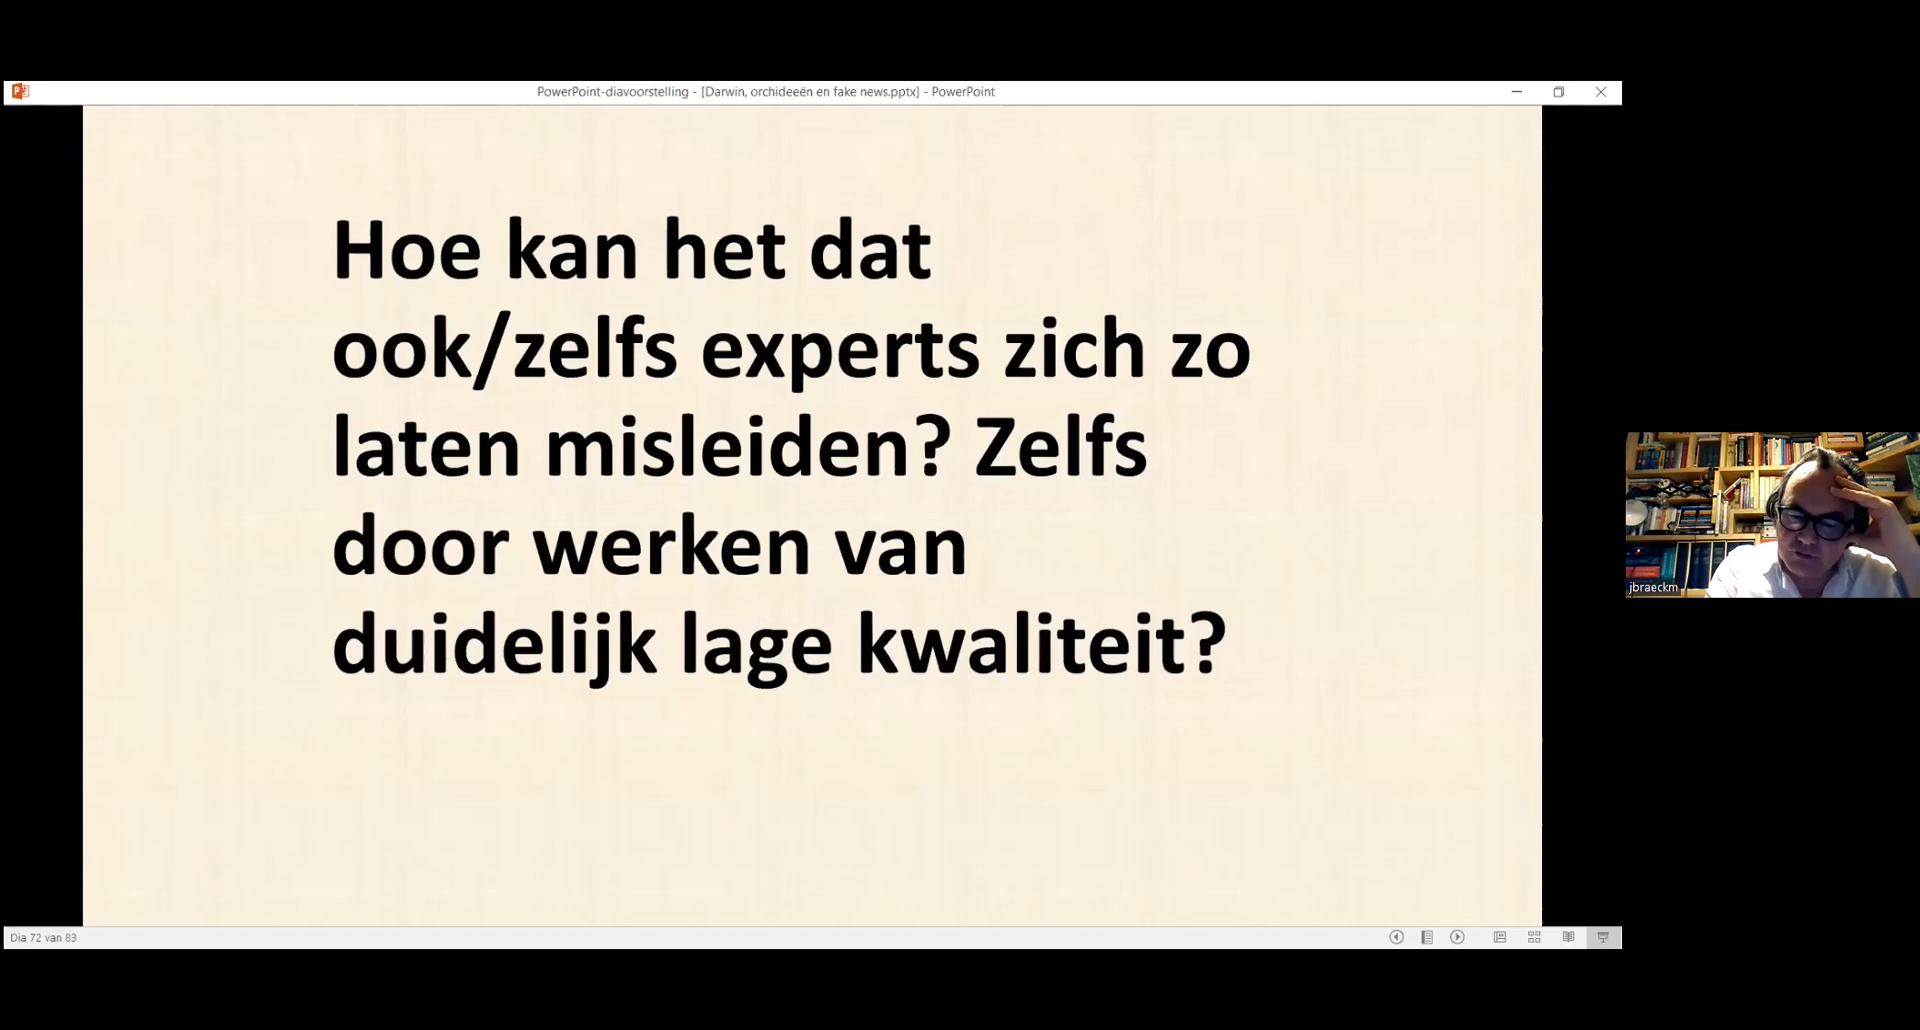 PowerPoint-diavoorstelling - [Darwin, orchideeën en fake news.pptx] - PowerPoint
Hoe kan het dat
ook/zelfs experts zich zo
laten misleiden? Zelfs
door werken van
duidelijk lage kwaliteit?
jbraeckm
Dia 72 van 83